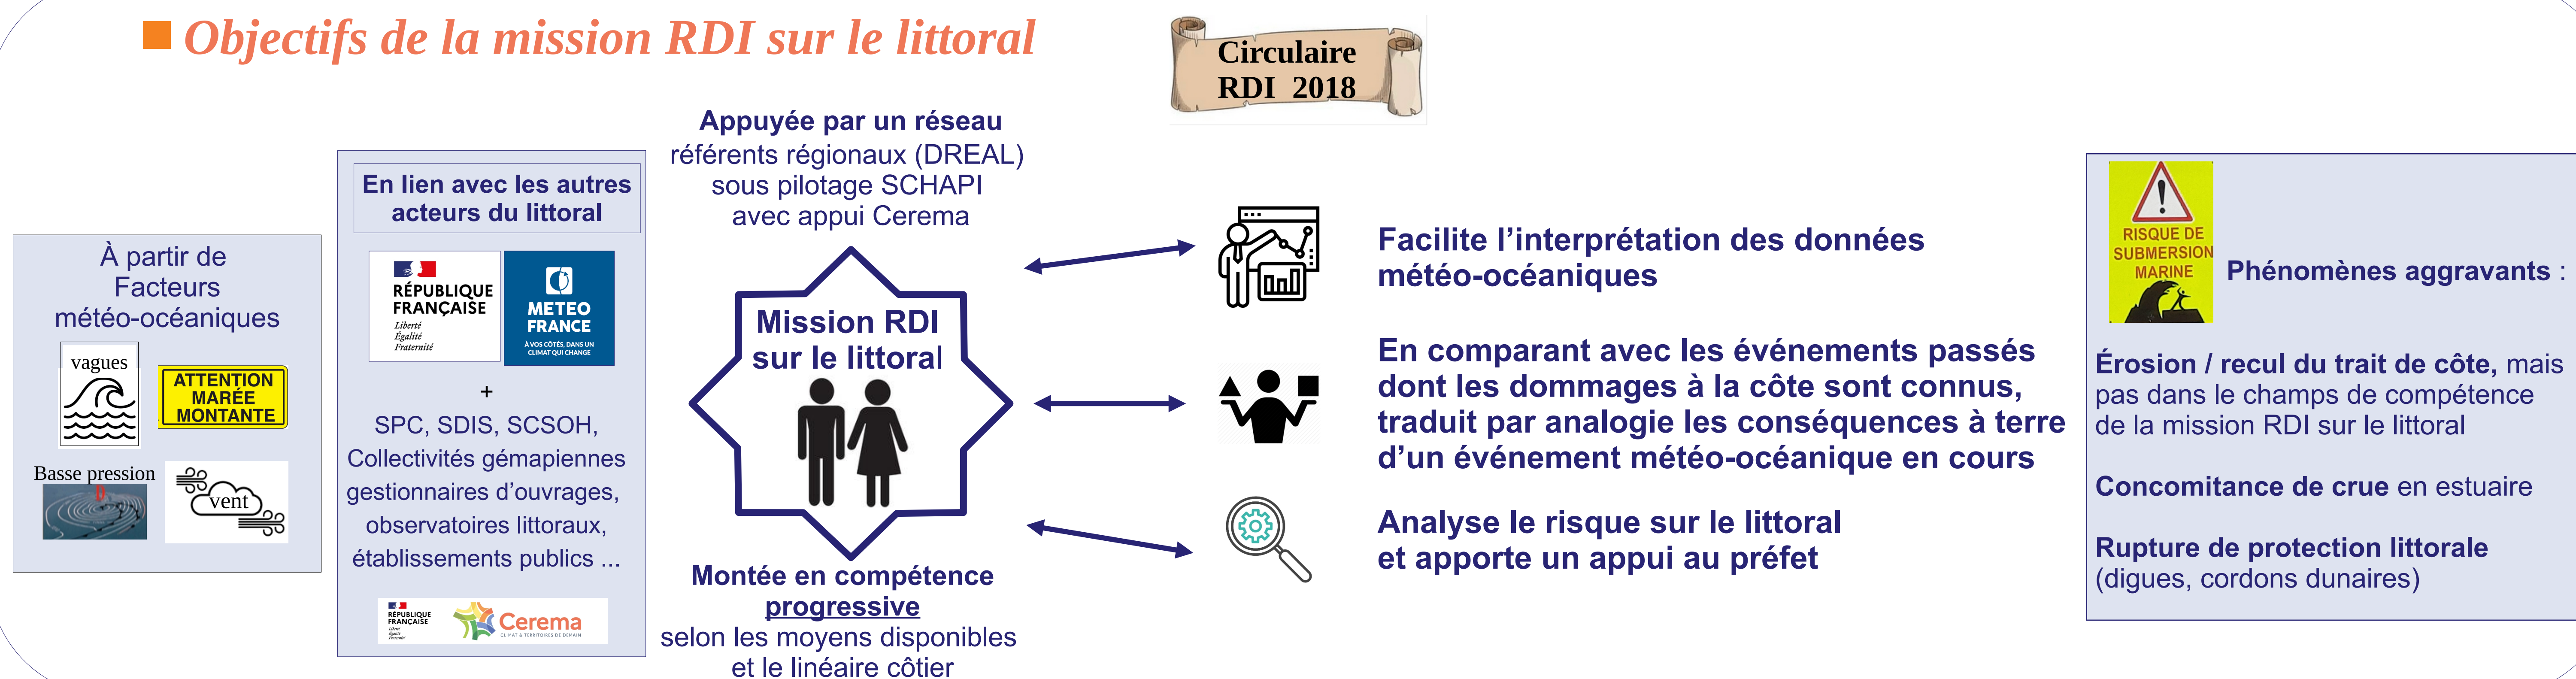 Objectifs de la mission RDI sur le littoral
Circulaire
RDI 2018
À partir de
Facteurs
météo-océaniques
vagues
ATTENTION
MARÉE
MONTANTE
Basse pression
vent
En lien avec les autres
acteurs du littoral
RÉPUBLIQUE
FRANÇAISE
Liberté
Égalité
Fraternité
METEO
FRANCE
À VOS CÔTÉS, DANS UN
CLIMAT QUI CHANGE
+
SPC, SDIS, SCSOH,
Collectivités gémapiennes
gestionnaires d’ouvrages,
observatoires littoraux,
établissements publics ...
RÉPUBLIQUE
FRANÇAISE
Liberté
Égalité
Fraternité
Cerema
CLIMAT & TERRITOIRES DE DEMAIN
Appuyée par un réseau
référents régionaux (DREAL)
sous pilotage SCHAPI
avec appui Cerema
Mission RDI
sur le littoral
Montée en compétence
progressive
selon les moyens disponibles
et le linéaire côtier
Facilite l’interprétation des données
météo-océaniques
En comparant avec les événements passés
dont les dommages à la côte sont connus,
traduit par analogie les conséquences à terre
d’un événement météo-océanique en cours
Analyse le risque sur le littoral
et apporte un appui au préfet
RISQUE DE
SUBMERSION
MARINE
Phénomènes aggravants :
Érosion / recul du trait de côte, mais
pas dans le champs de compétence
de la mission RDI sur le littoral
Concomitance de crue en estuaire
Rupture de protection littorale
(digues, cordons dunaires)